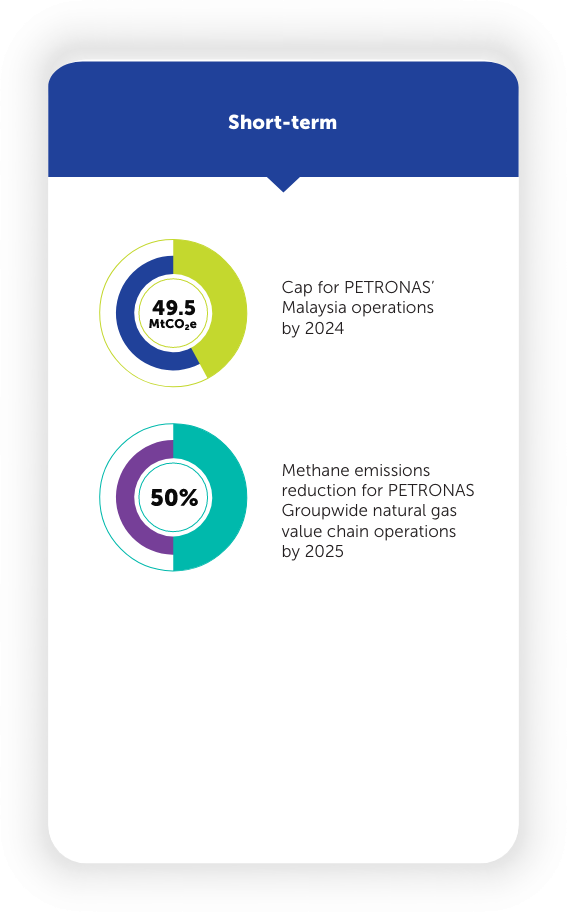 Short-term
49.5
MtCO₂e
Cap for PETRONAS’
Malaysia operations
by 2024
50%
Methane emissions
reduction for PETRONAS
Groupwide natural gas
value chain operations
by 2025